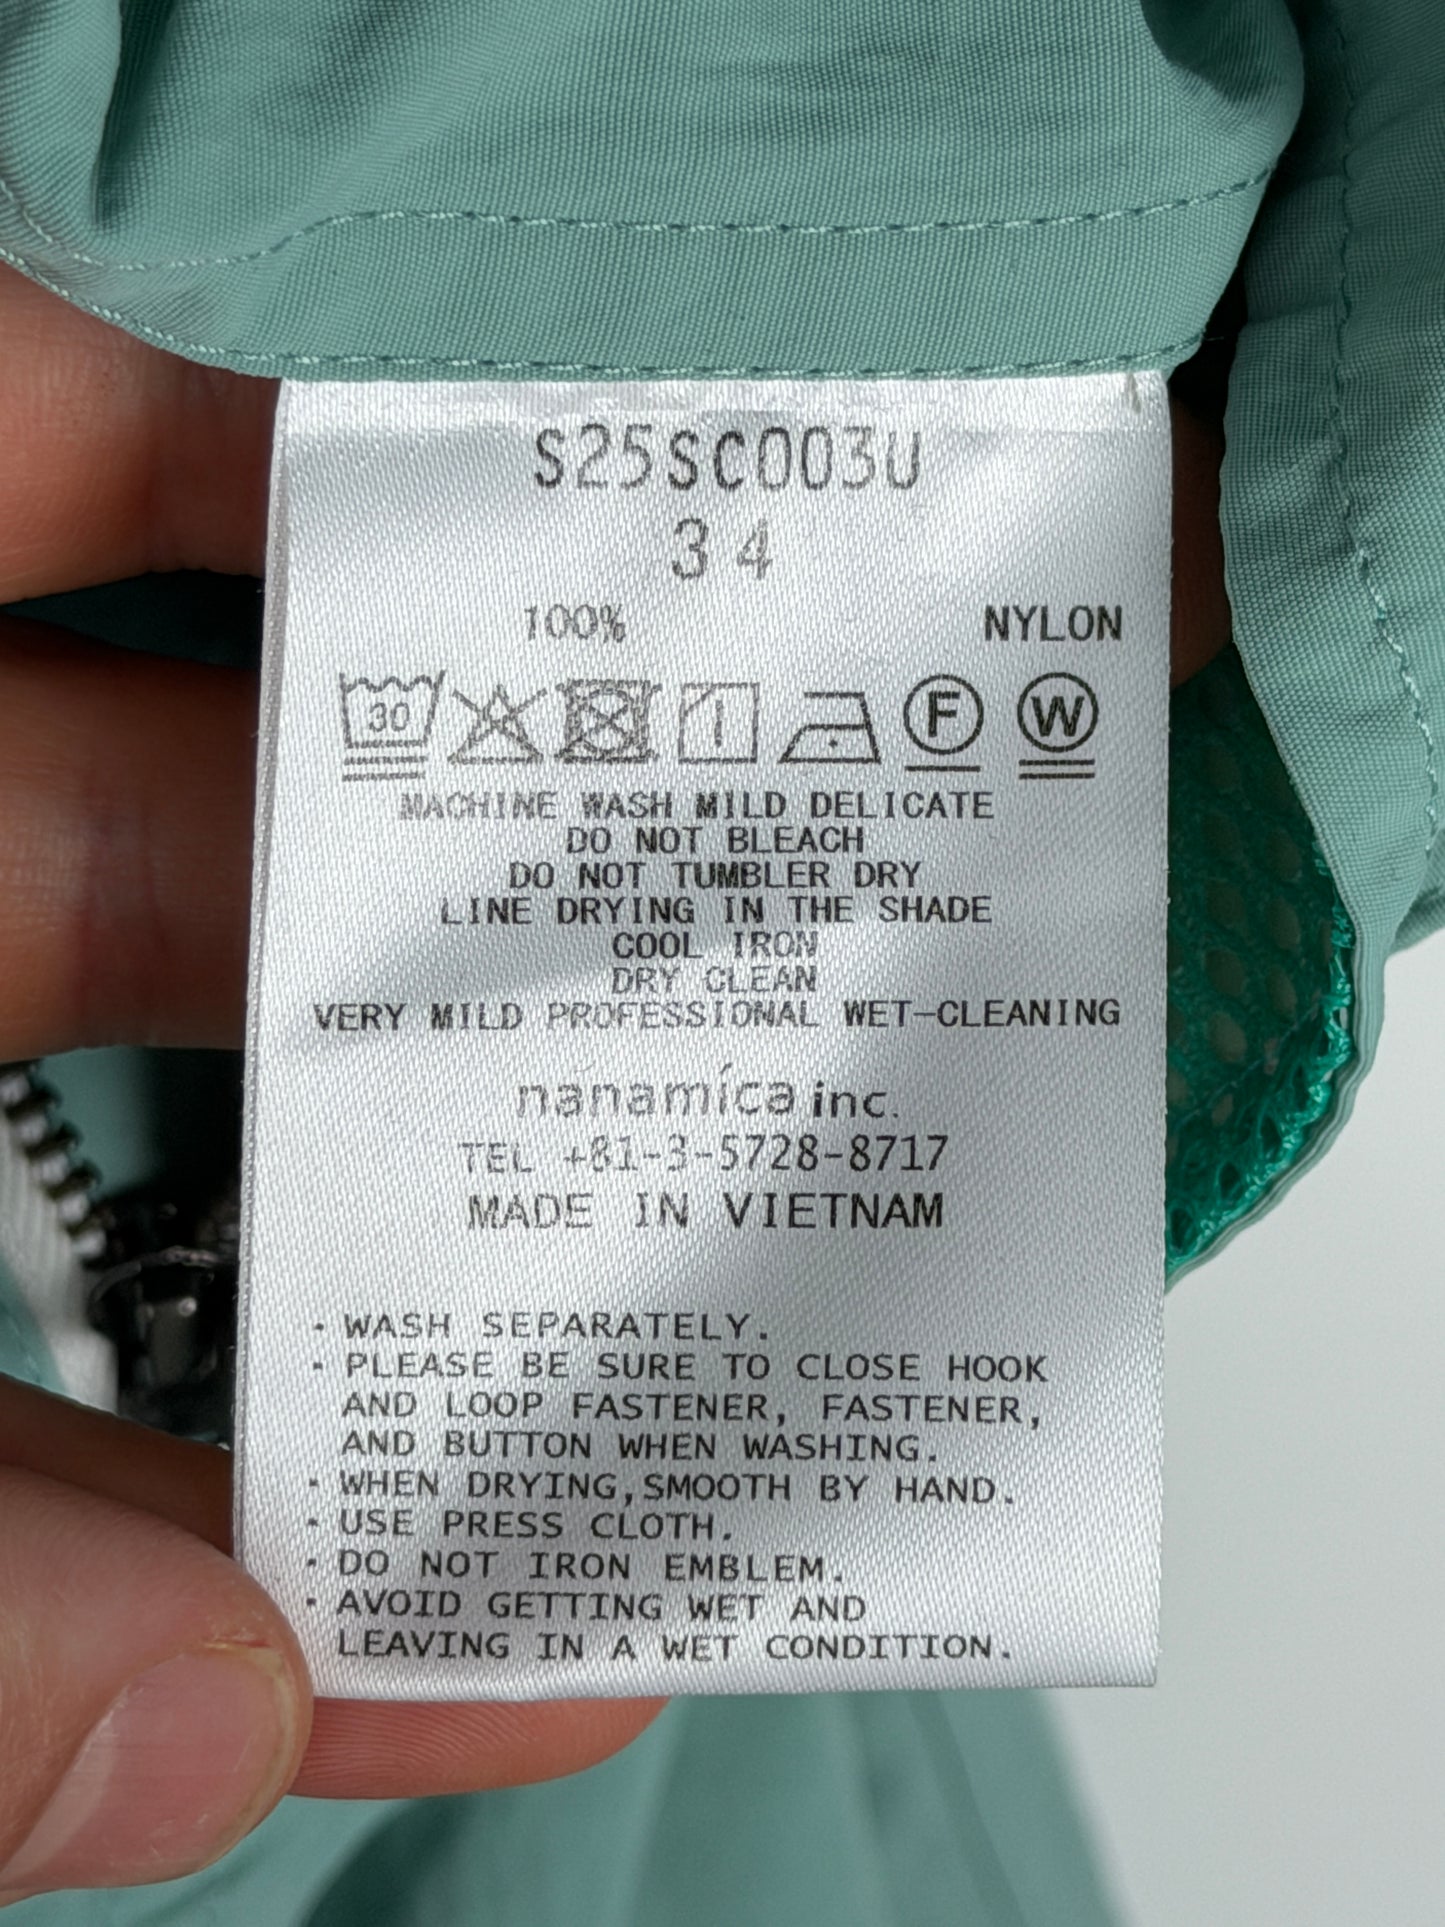 S25SC003U
34
100% NYLON
30 F W
MACHINE WASH MILD DELICATE
DO NOT BLEACH
DO NOT TUMBLER DRY
LINE DRYING IN THE SHADE
COOL IRON
DRY CLEAN
VERY MILD PROFESSIONAL WET-CLEANING
nanamica inc.
TEL +81-3-5728-8717
MADE IN VIETNAM
・WASH SEPARATELY.
・PLEASE BE SURE TO CLOSE HOOK
AND LOOP FASTENER, FASTENER,
AND BUTTON WHEN WASHING.
・WHEN DRYING,SMOOTH BY HAND.
・USE PRESS CLOTH.
・DO NOT IRON EMBLEM.
・AVOID GETTING WET AND
LEAVING IN A WET CONDITION.